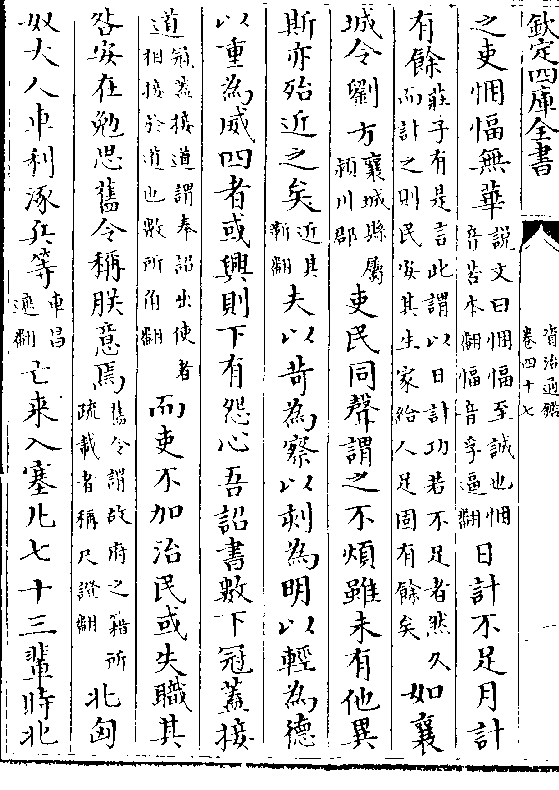 欽定四庫全書
資治通鑑
卷四十七
之吏悃愊無華說文曰悃愊至誠也悃音苦本翻愊音孚逼翻日計不足月計
有餘莊子有是言此謂以日計功若不足者然久而計之則民安其生家給人足固有餘矣如襄
城令劉方襄城縣屬潁川郡吏民同聲謂之不煩雖未有他異
斯亦殆近之矣近其靳翻夫以苛為察以刻為明以輕為德
以重為威四者或興則下有怨心吾詔書數下冠蓋接
道冠蓋接道謂奉詔出使者相接於道也數所角翻而吏不加治民或失職其
咎安在勉思舊令稱朕意焉舊令謂故府之籍所疏載者稱尺證翻北匈
奴大人車利涿兵等車昌遮翻亡來入塞凡七十三輩時北